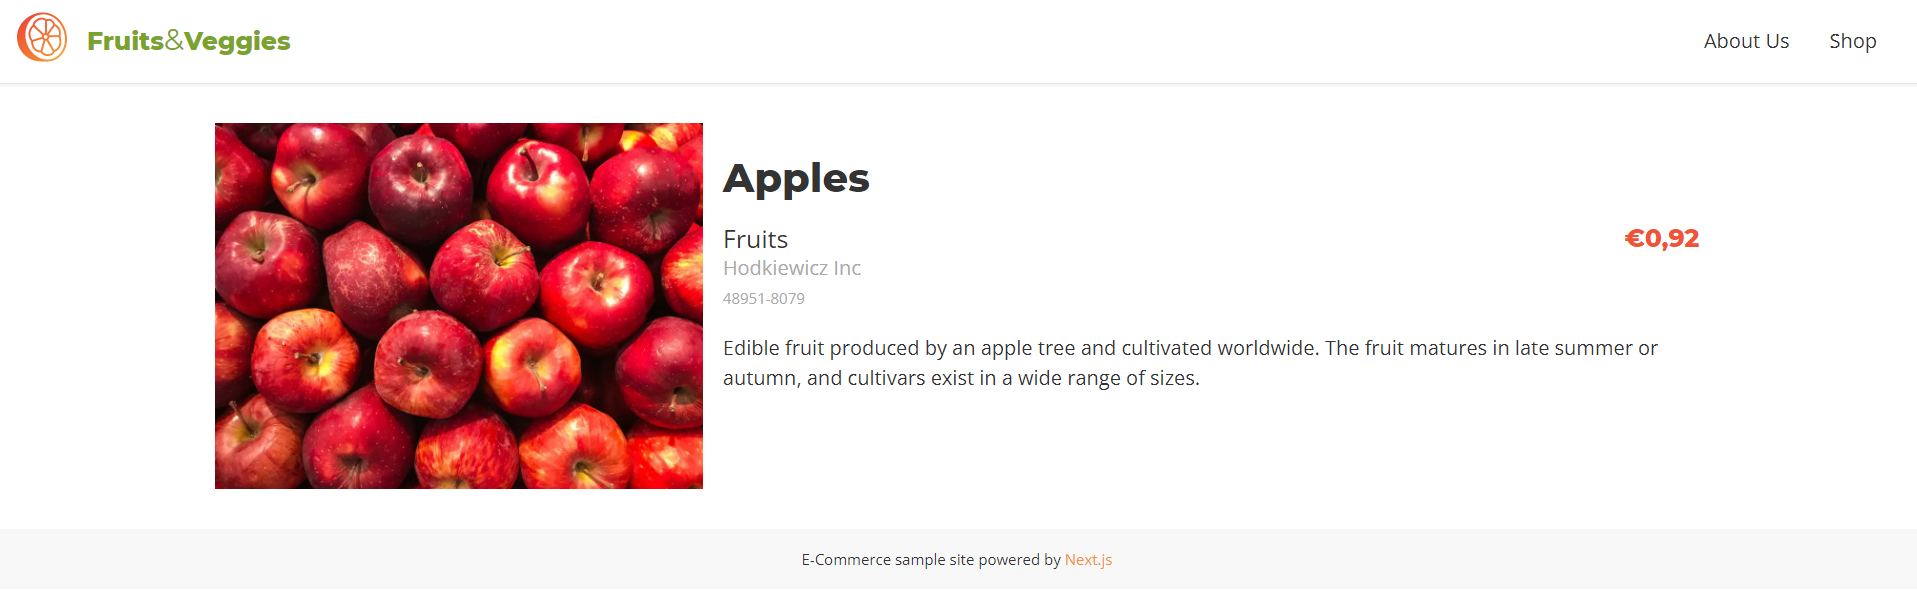 Fruits&Veggies
About Us
Shop
Apples
Fruits
€0,92
Hodkiewicz Inc
48951-8079
Edible fruit produced by an apple tree and cultivated worldwide. The fruit matures in late summer or
autumn, and cultivars exist in a wide range of sizes.
E-Commerce sample site powered by Next.js